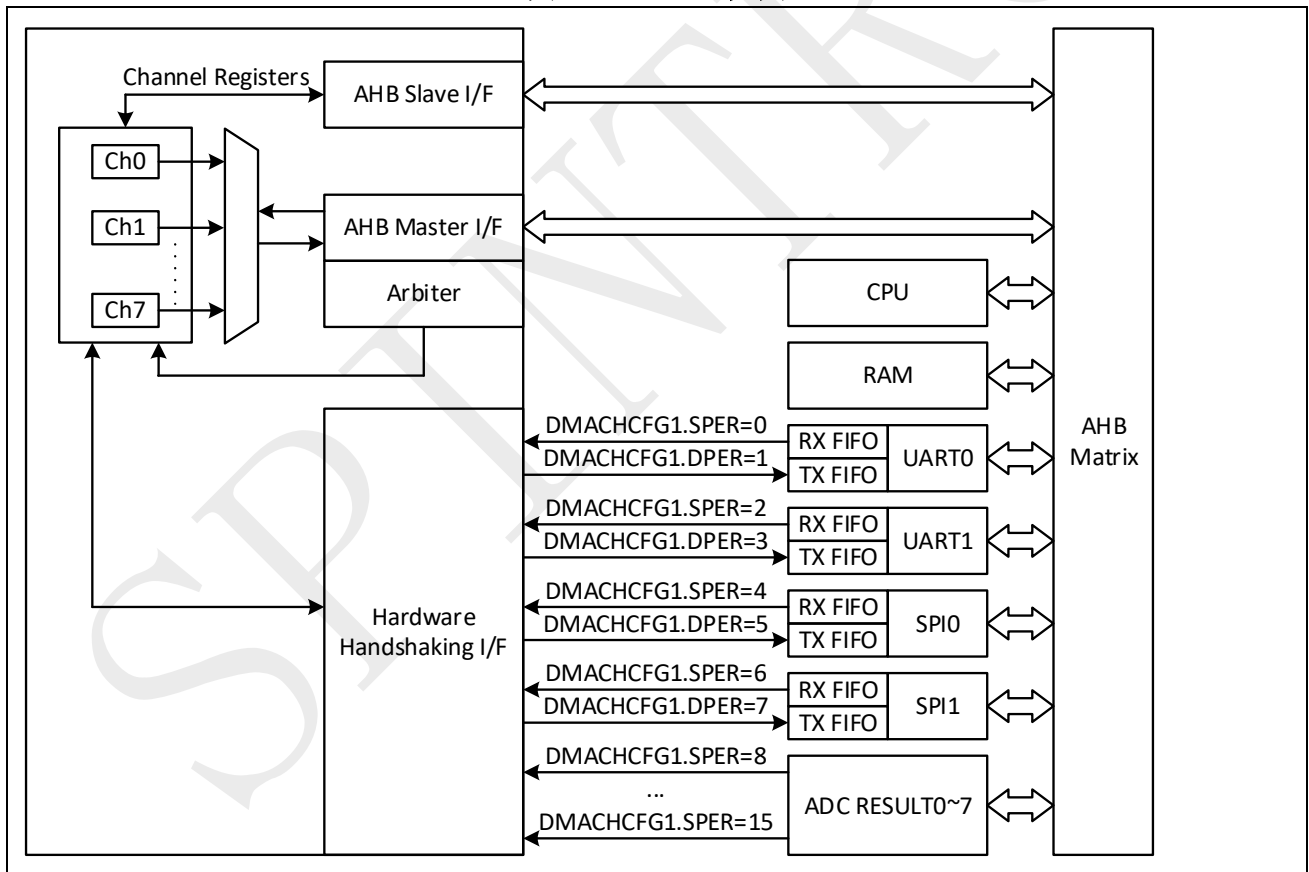 Channel Registers
AHB Slave I/F
Ch0
Ch1
Ch7
AHB Master I/F
Arbiter
CPU
RAM
AHB
Matrix
DMACHCFG1.SPER=0
RX FIFO
DMACHCFG1.DPER=1
TX FIFO
UART0
DMACHCFG1.SPER=2
RX FIFO
DMACHCFG1.DPER=3
TX FIFO
UART1
DMACHCFG1.SPER=4
RX FIFO
DMACHCFG1.DPER=5
TX FIFO
SPI0
Hardware
Handshaking I/F
DMACHCFG1.SPER=6
RX FIFO
DMACHCFG1.DPER=7
TX FIFO
SPI1
DMACHCFG1.SPER=8
...
DMACHCFG1.SPER=15
ADC RESULT0~7